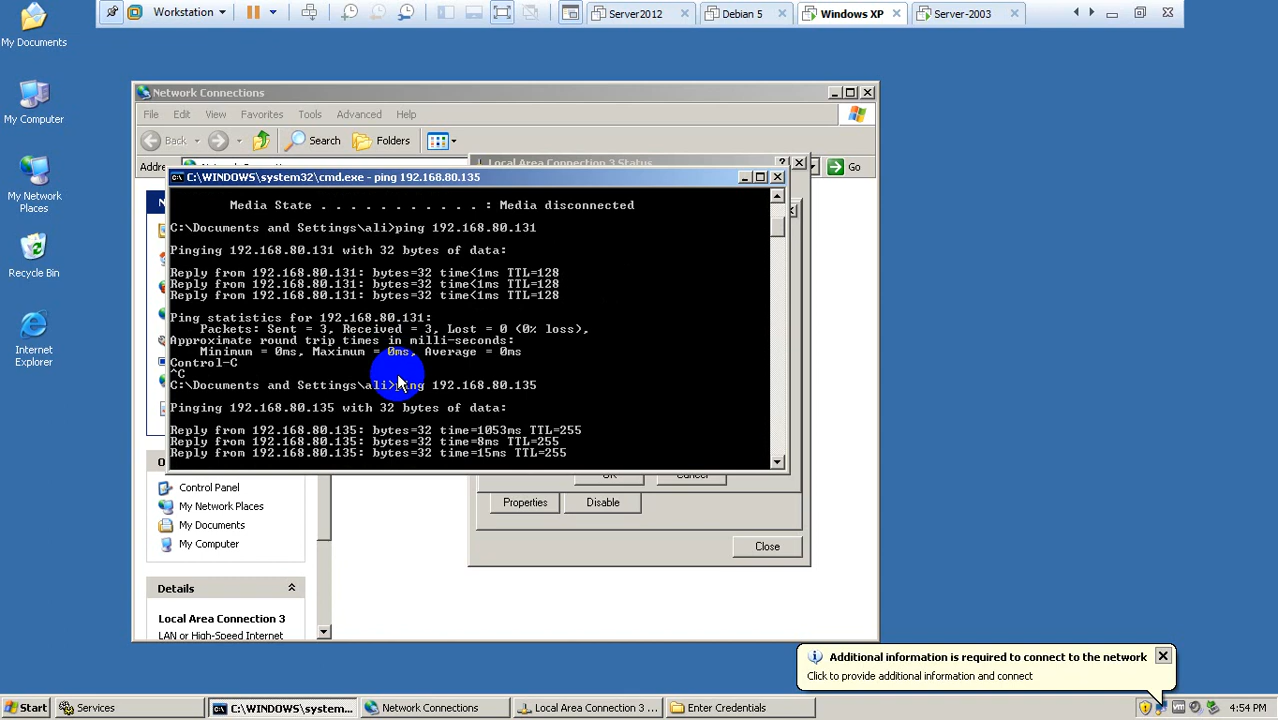 Workstation
Server2012
Debian 5
Windows XP
Server-2003
My Documents
My Computer
My Network
Places
Recycle Bin
Internet
Explorer
Network Connections
File Edit View Favorites Tools Advanced Help
Back Search Folders
Go
Local Area Connection 3 Status
C:\WINDOWS\system32\cmd.exe - ping 192.168.80.135
Media State . . . . . . . . . . . : Media disconnected
C:\Documents and Settings\ali>ping 192.168.80.131
Pinging 192.168.80.131 with 32 bytes of data:
Reply from 192.168.80.131: bytes=32 time<1ms TTL=128
Reply from 192.168.80.131: bytes=32 time<1ms TTL=128
Reply from 192.168.80.131: bytes=32 time<1ms TTL=128
Ping statistics for 192.168.80.131:
Packets: Sent = 3, Received = 3, Lost = 0 (0% loss),
Approximate round trip times in milli-seconds:
Minimum = 0ms, Maximum = 0ms, Average = 0ms
Control-C
^C
C:\Documents and Settings\ali>ping 192.168.80.135
Pinging 192.168.80.135 with 32 bytes of data:
Reply from 192.168.80.135: bytes=32 time=1053ms TTL=255
Reply from 192.168.80.135: bytes=32 time=8ms TTL=255
Reply from 192.168.80.135: bytes=32 time=15ms TTL=255
Properties
Disable
Close
Control Panel
My Network Places
My Documents
My Computer
Details
Local Area Connection 3
LAN or High-Speed Internet
Additional information is required to connect to the network
Click to provide additional information and connect
Start
Services
C:\WINDOWS\system...
Network Connections
Local Area Connection 3 ...
Enter Credentials
4:54 PM